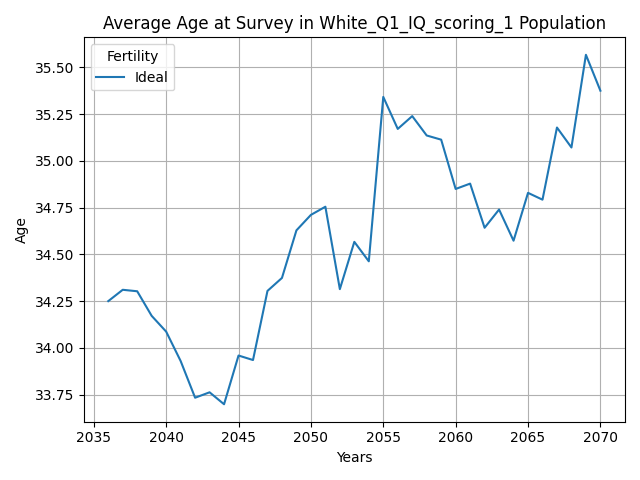 Average Age at Survey in White_Q1_IQ_scoring_1 Population
Fertility
Ideal
35.50
35.25
35.00
34.75
34.50
34.25
34.00
33.75
Age
2035 2040 2045 2050 2055 2060 2065 2070
Years